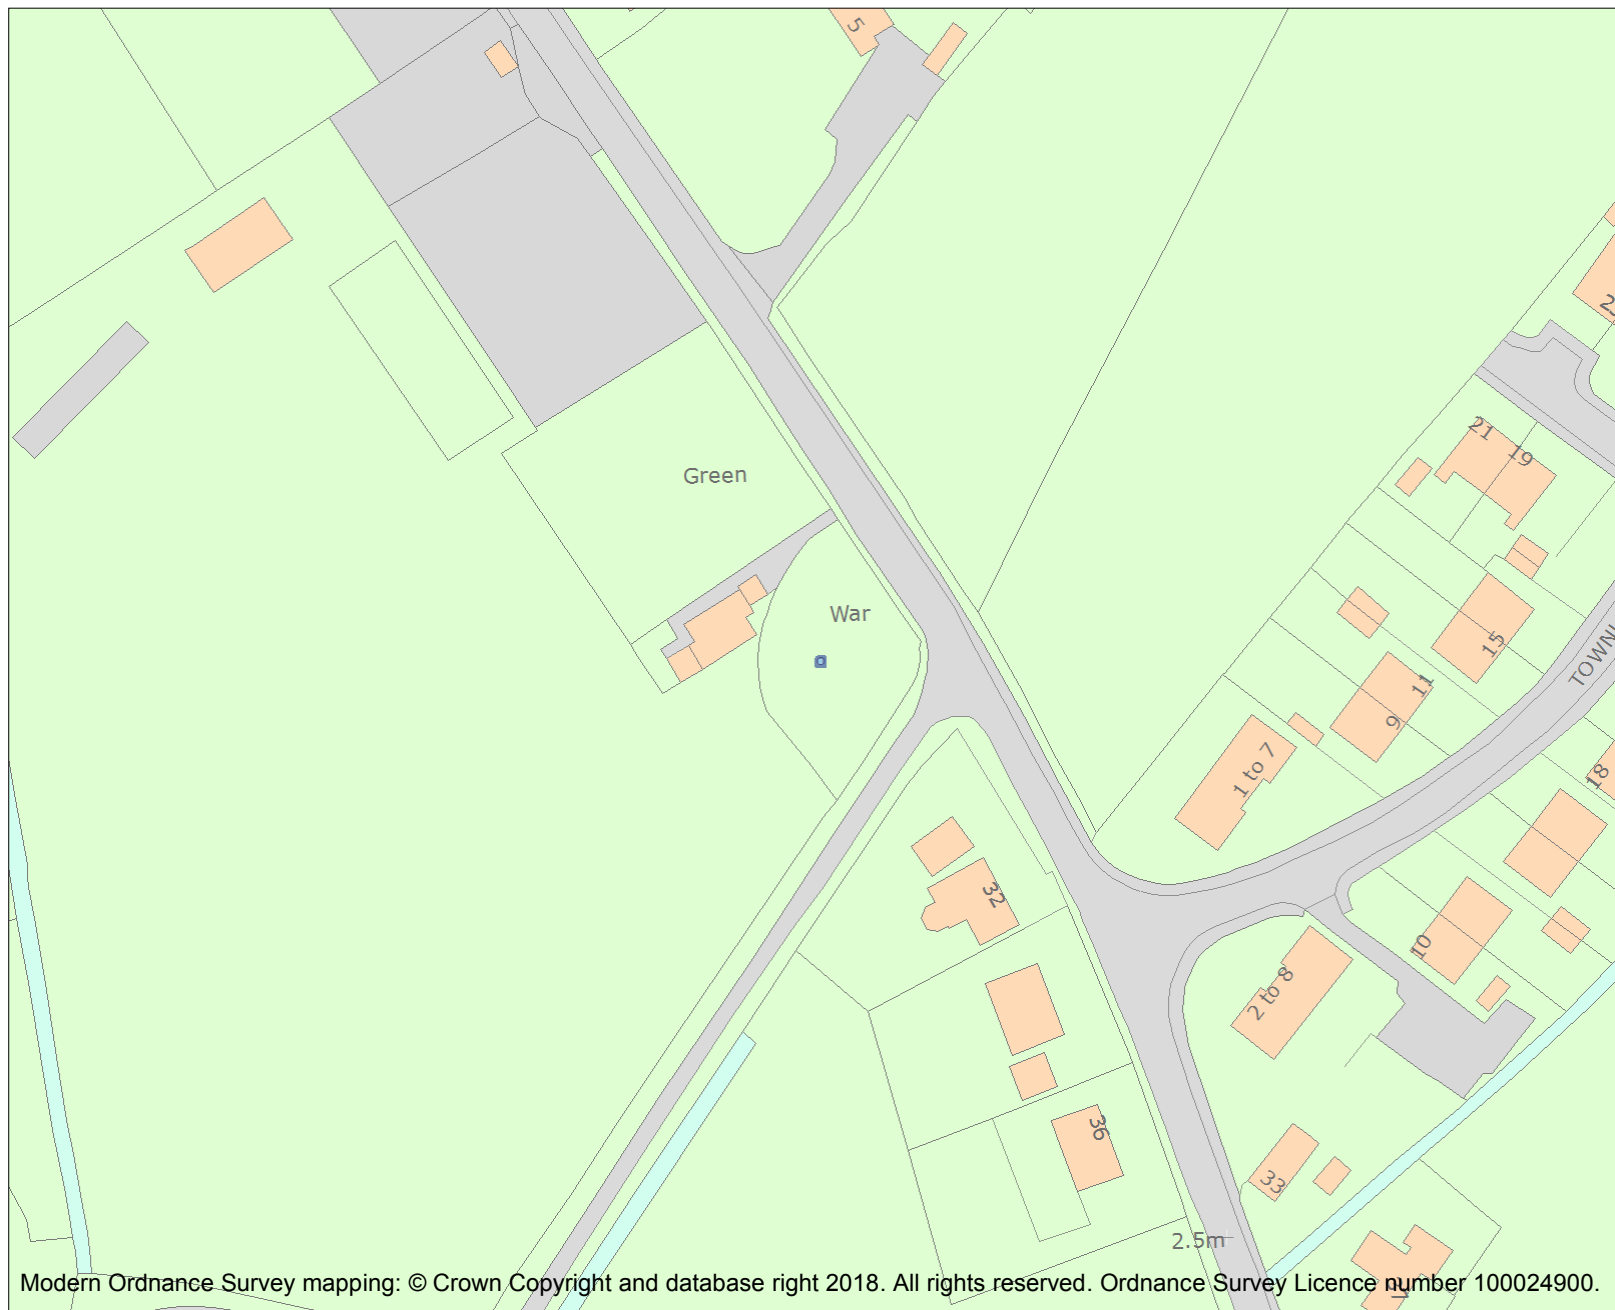 5
21
19
Green
War
15
TOWN
11
9
1 to 7
18
32
10
2 to 8
36
33
2.5m
Modern Ordnance Survey mapping: © Crown Copyright and database right 2018. All rights reserved. Ordnance Survey Licence number 100024900.